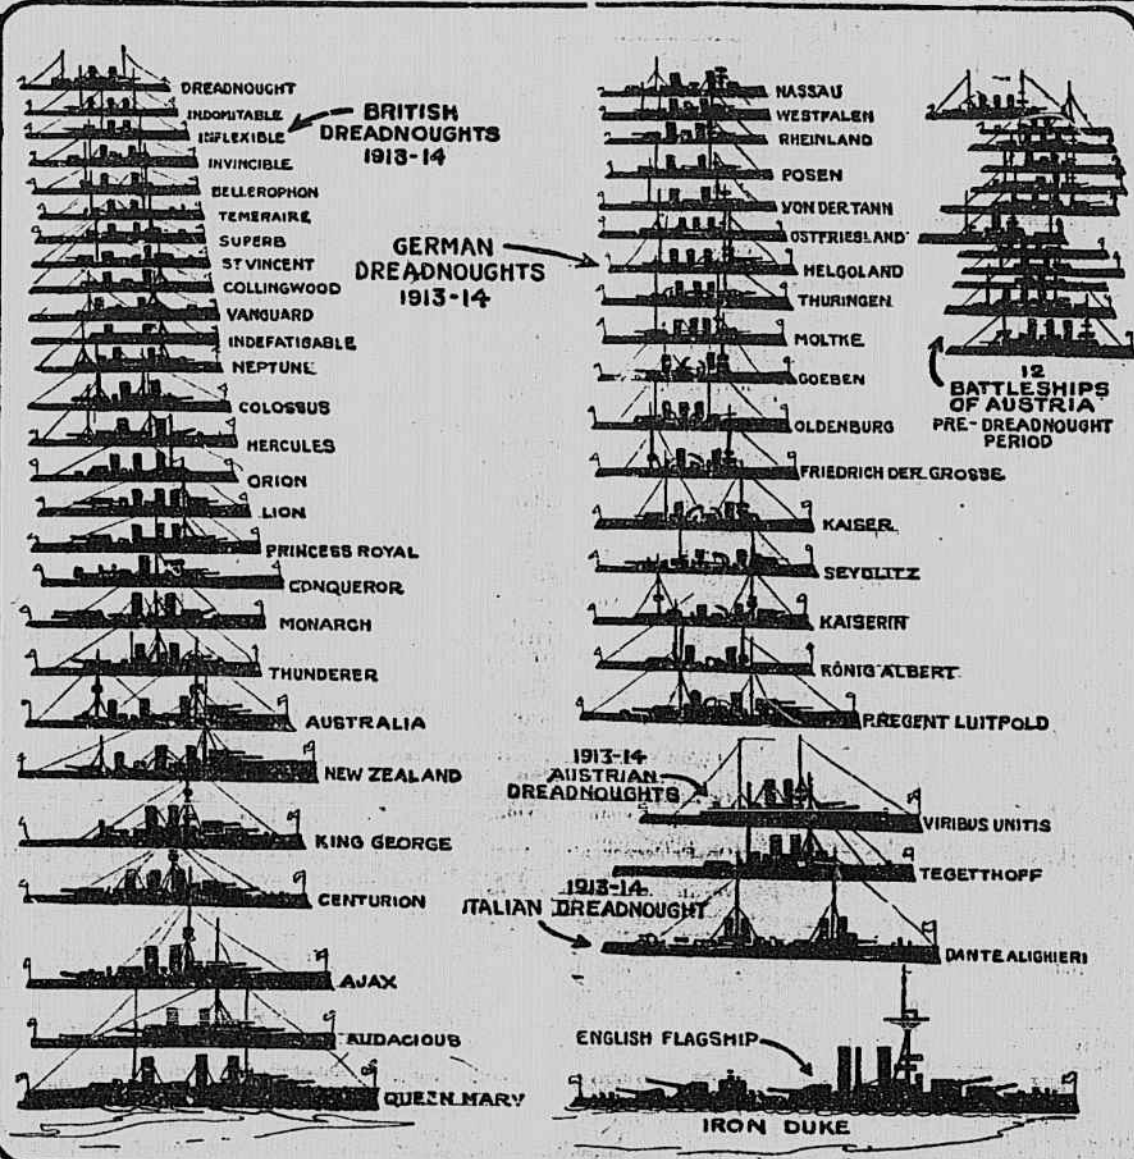 DREADNOUGHT
INDOMITABLE
INFLEXIBLE
INVINCIBLE
BELLEROPHON
TEMERAIRE
SUPERB
ST VINCENT
COLLINGWOOD
VANGUARD
INDEFATIGABLE
NEPTUNE
COLOSSUS
HERCULES
ORION
LION
PRINCESS ROYAL
CONQUEROR
MONARCH
THUNDERER
AUSTRALIA
NEW ZEALAND
KING GEORGE
CENTURION
AJAX
AUDACIOUS
QUEEN MARY
BRITISH
DREADNOUGHTS
1913-14
GERMAN
DREADNOUGHTS
1913-14
NASSAU
WESTFALEN
RHEINLAND
POSEN
VON DER TANN
OSTFRIESLAND
HELGOLAND
THURINGEN
MOLTKE
GOEBEN
OLDENBURG
FRIEDRICH DER GROSSE
KAISER
SEYDLITZ
KAISERIN
KÖNIG ALBERT
P.REGENT LUITPOLD
12
BATTLESHIPS
OF AUSTRIA
PRE-DREADNOUGHT
PERIOD
1913-14
AUSTRIAN
DREADNOUGHTS
VIRIBUS UNITIS
TEGETTHOFF
1913-14
ITALIAN DREADNOUGHT
DANTE ALIGHIERI
ENGLISH FLAGSHIP
IRON DUKE